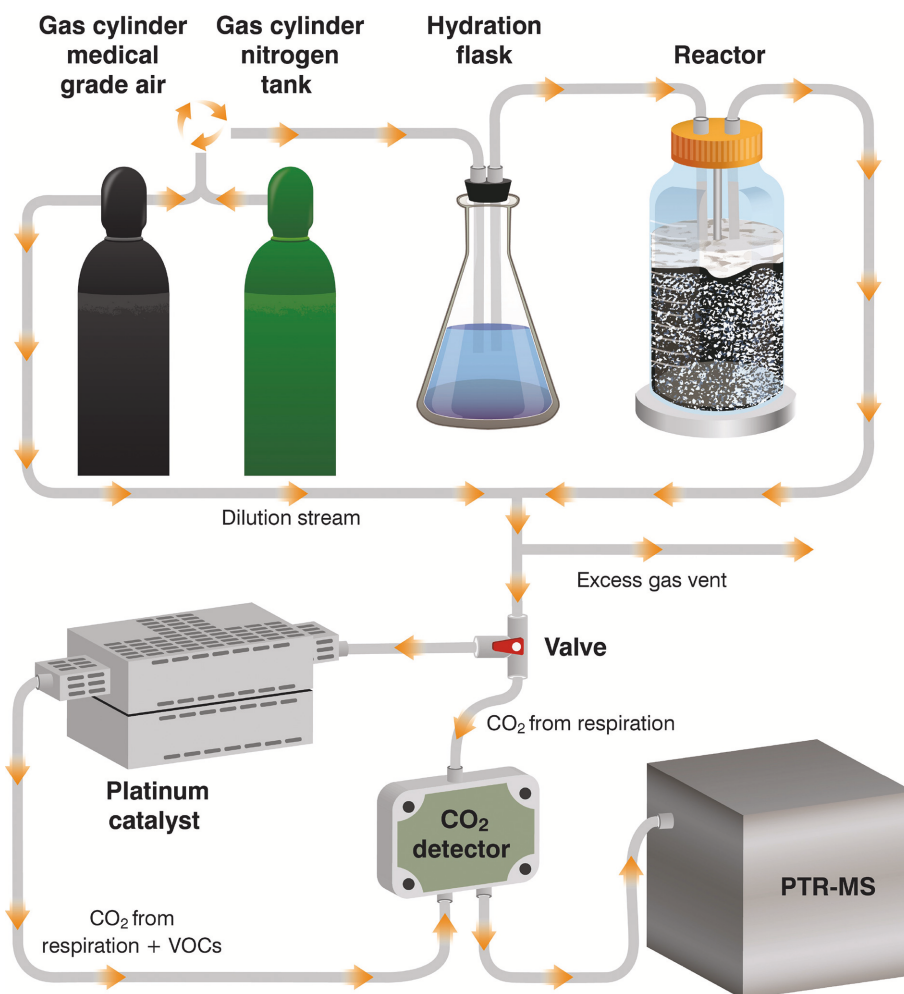 Gas cylinder
medical
grade air
Gas cylinder
nitrogen
tank
Hydration
flask
Reactor
Dilution stream
Excess gas vent
Valve
CO₂ from respiration
Platinum
catalyst
CO₂
detector
PTR-MS
CO₂ from
respiration + VOCs